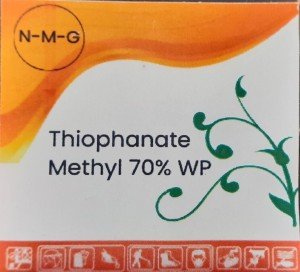 N-M-G
Thiophanate
Methyl 70% WP